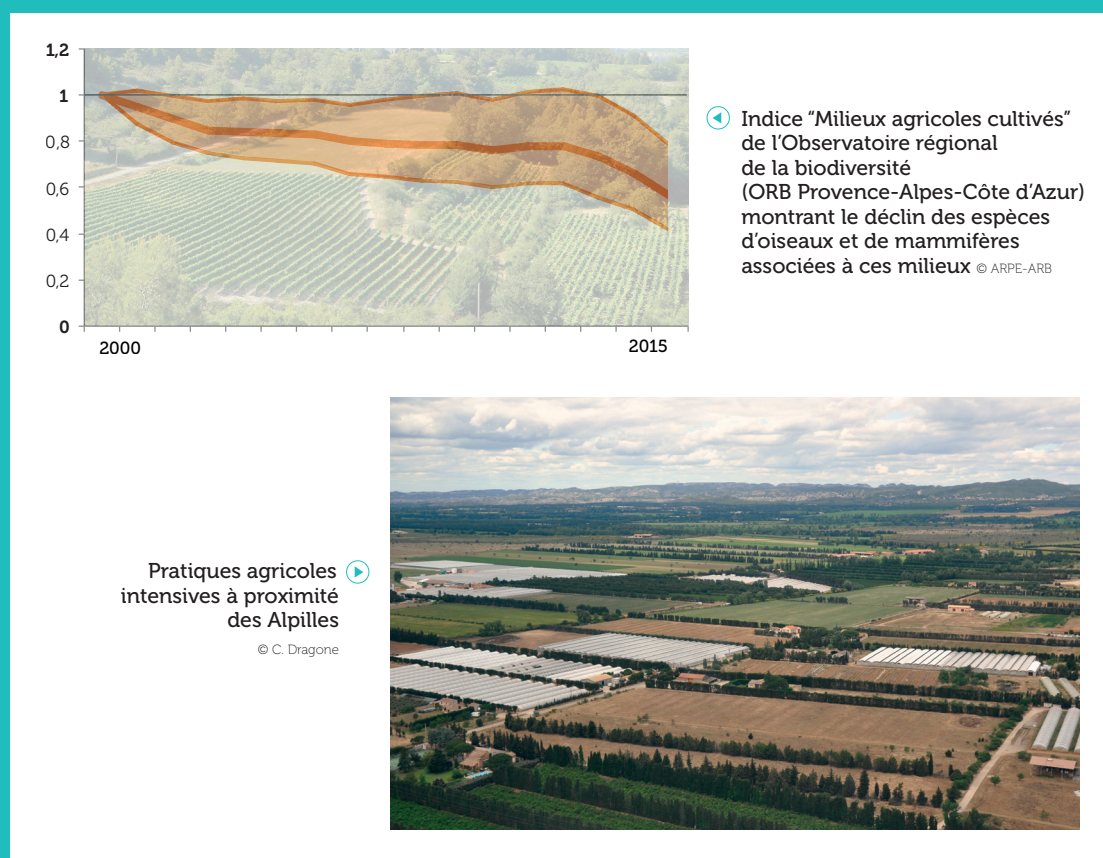 1,2
1
0,8
0,6
0,4
0,2
0
2000
2015
Indice “Milieux agricoles cultivés”
de l’Observatoire régional
de la biodiversité
(ORB Provence-Alpes-Côte d’Azur)
montrant le déclin des espèces
d’oiseaux et de mammifères
associées à ces milieux © ARPE-ARB
Pratiques agricoles
intensives à proximité
des Alpilles
© C. Dragone